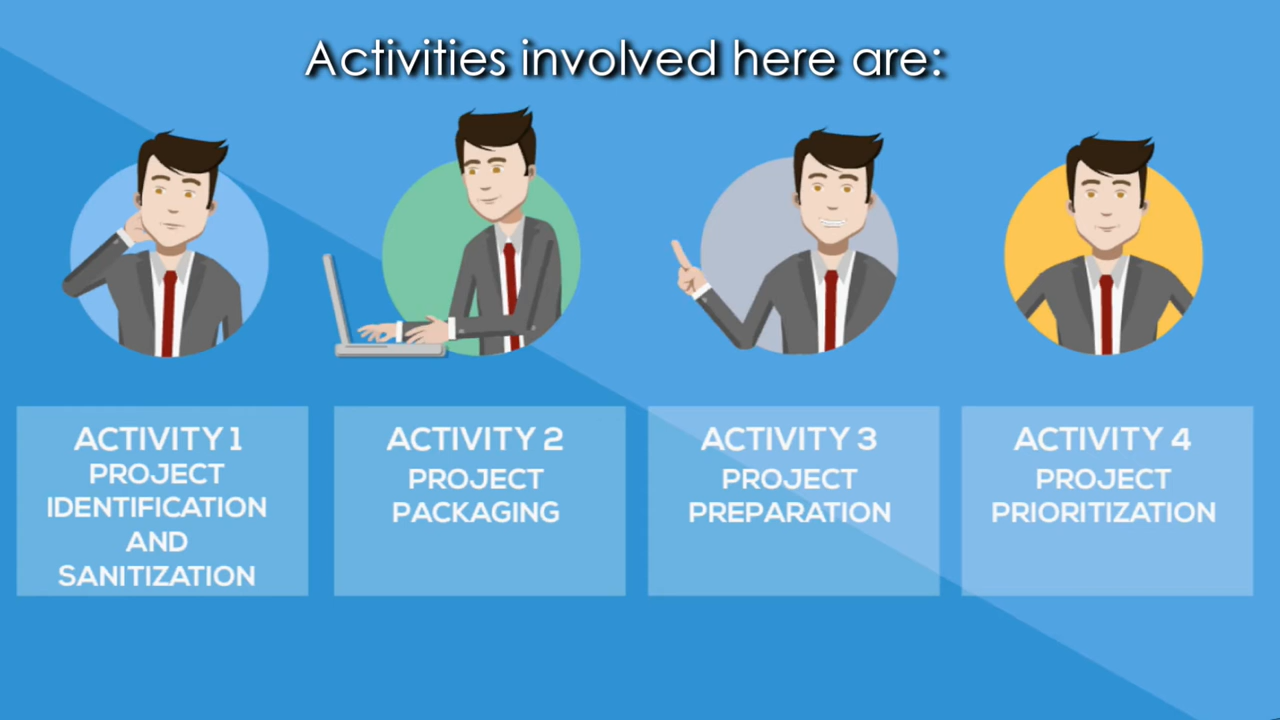 Activities involved here are:
ACTIVITY 1
PROJECT
IDENTIFICATION
AND
SANITIZATION
ACTIVITY 2
PROJECT
PACKAGING
ACTIVITY 3
PROJECT
PREPARATION
ACTIVITY 4
PROJECT
PRIORITIZATION